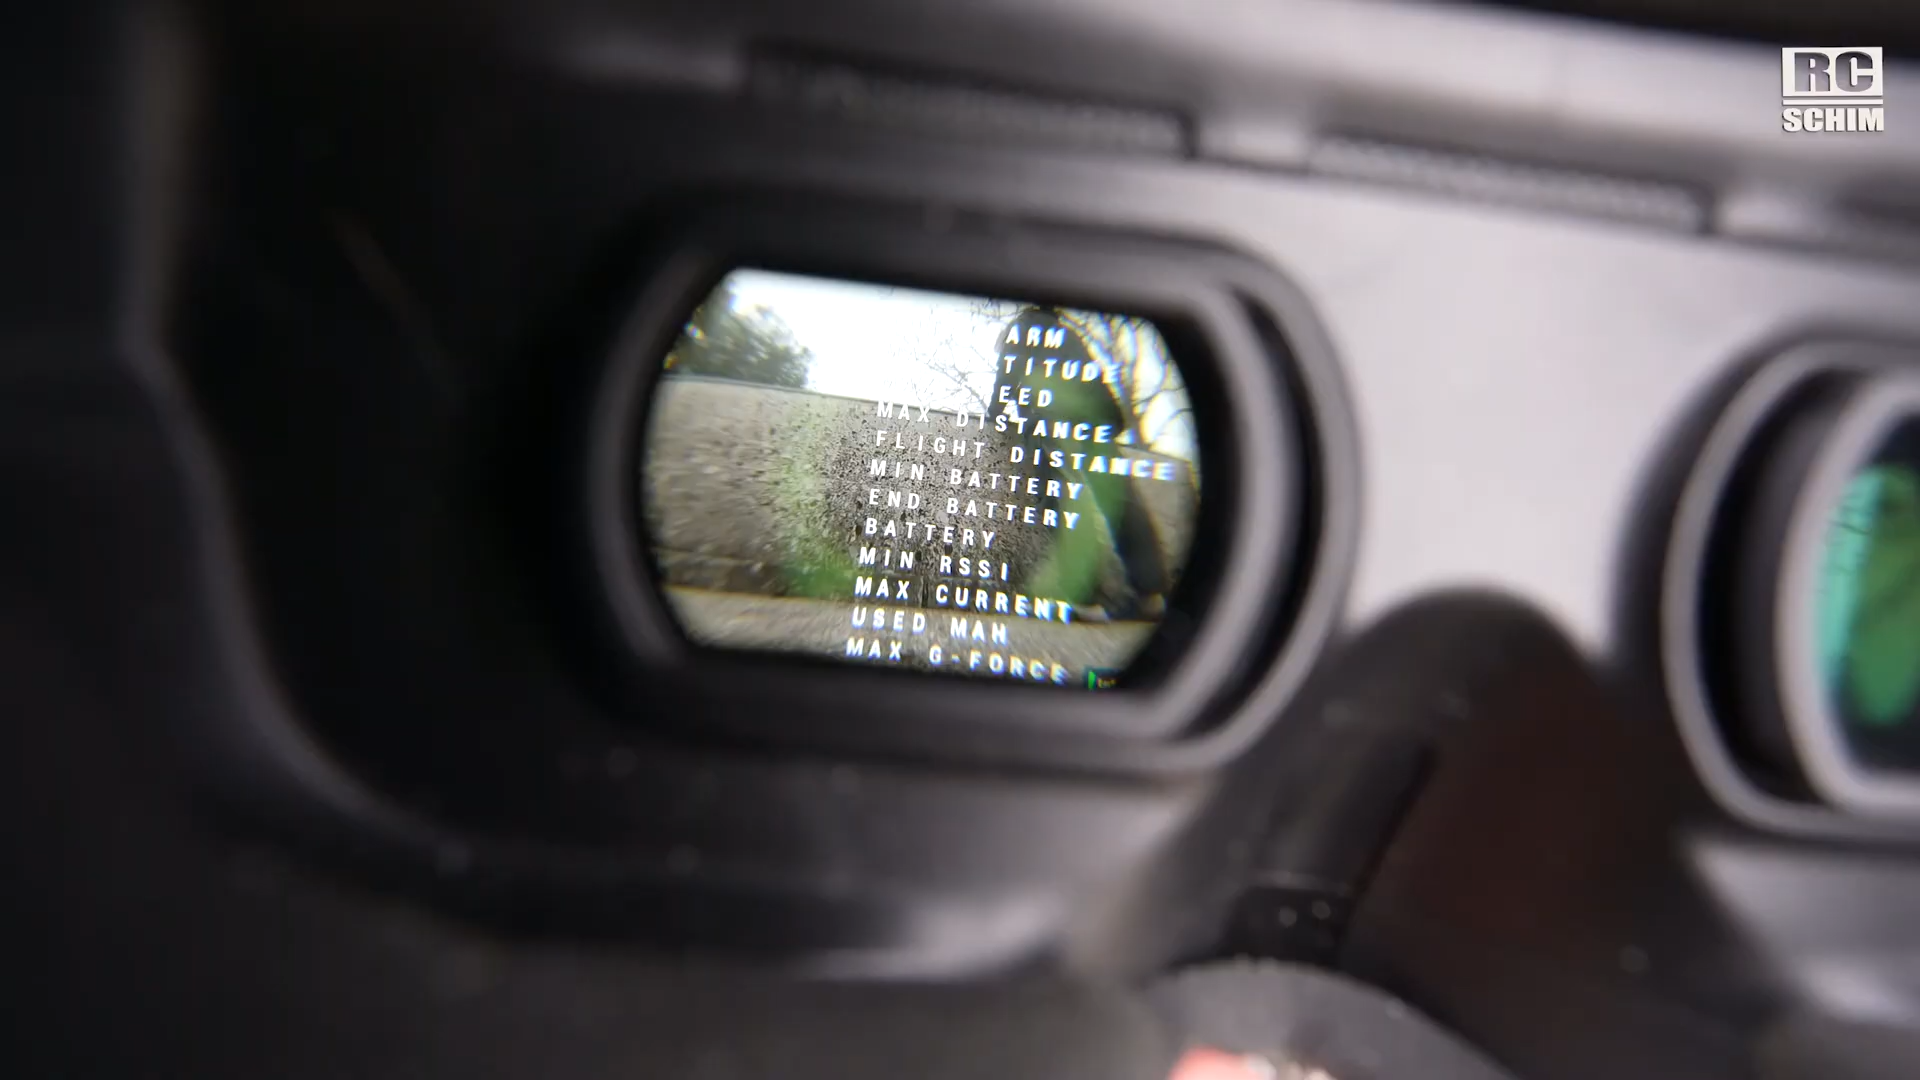 RC
SCHIM
ARM
TITUDE
EED
MAX DISTANCE
FLIGHT DISTANCE
MIN BATTERY
END BATTERY
BATTERY
MIN RSSI
MAX CURRENT
USED MAH
MAX G-FORCE